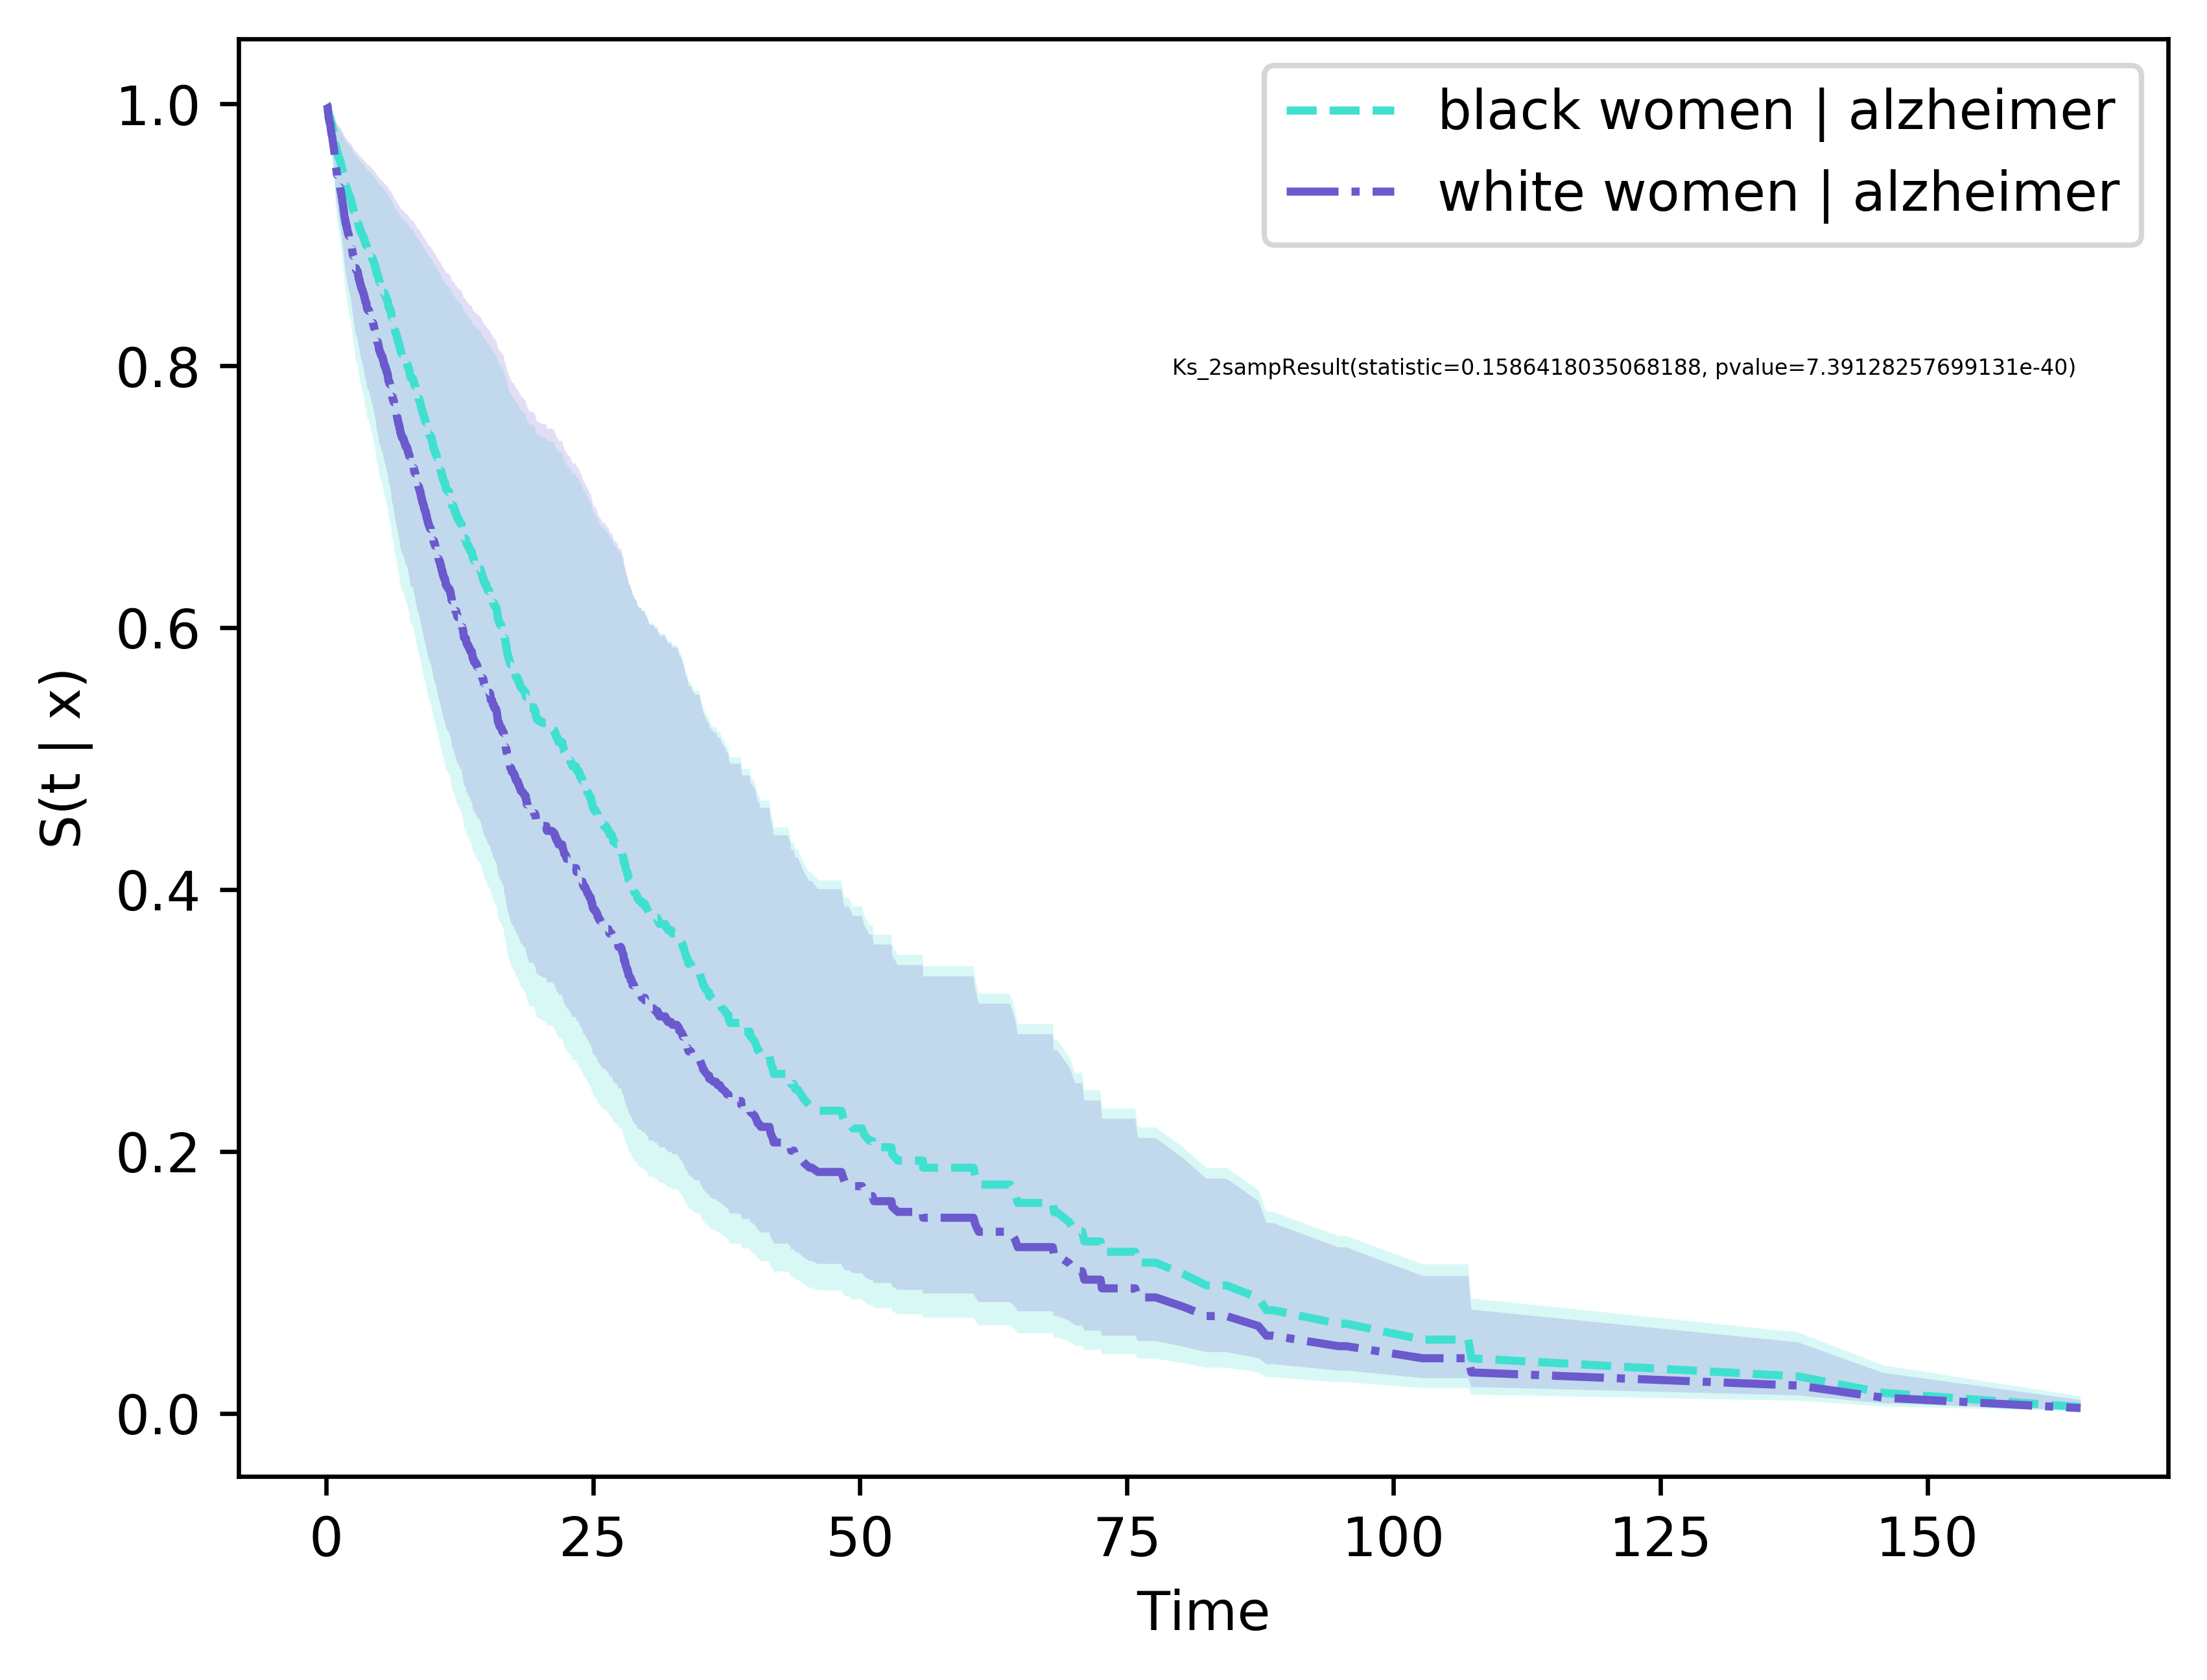 black women | alzheimer
white women | alzheimer
Ks_2sampResult(statistic=0.1586418035068188, pvalue=7.39128257699131e-40)
1.0
0.8
0.6
0.4
0.2
0.0
S(t | x)
0 25 50 75 100 125 150
Time